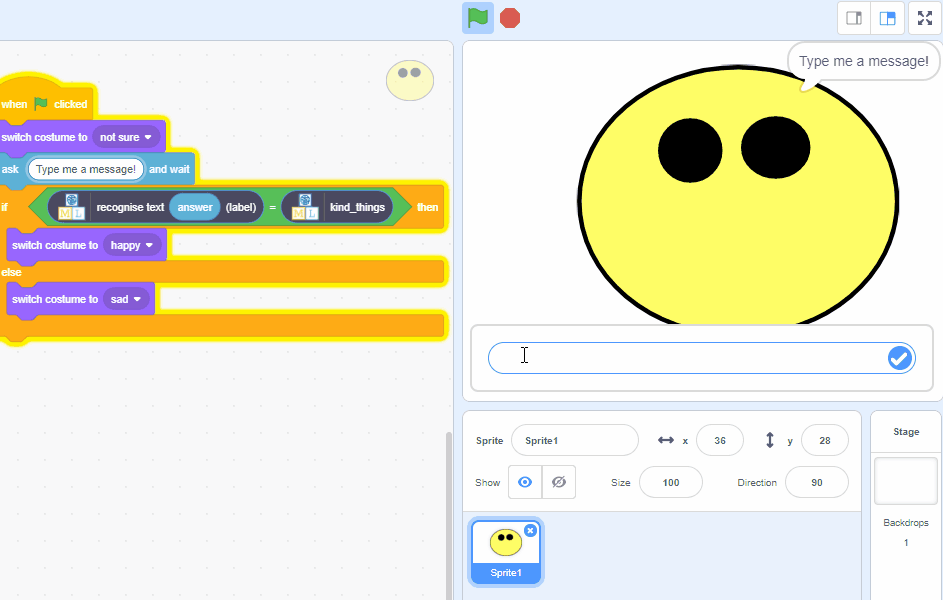 Type me a message!
when clicked
switch costume to not sure
ask Type me a message! and wait
if ML recognise text answer (label) = ML kind_things then
switch costume to happy
else
switch costume to sad
Sprite Sprite1 x 36 y 28
Show Size 100 Direction 90
Sprite1
Stage
Backdrops
1